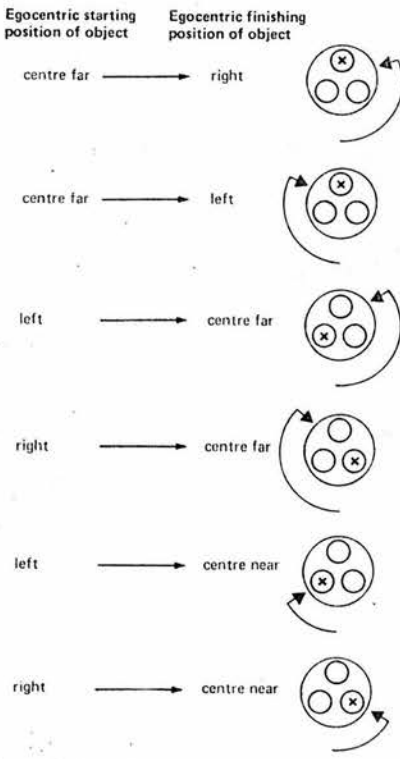 Egocentric starting Egocentric finishing
position of object position of object
centre far right
centre far left
left centre far
right centre far
left centre near
right centre near